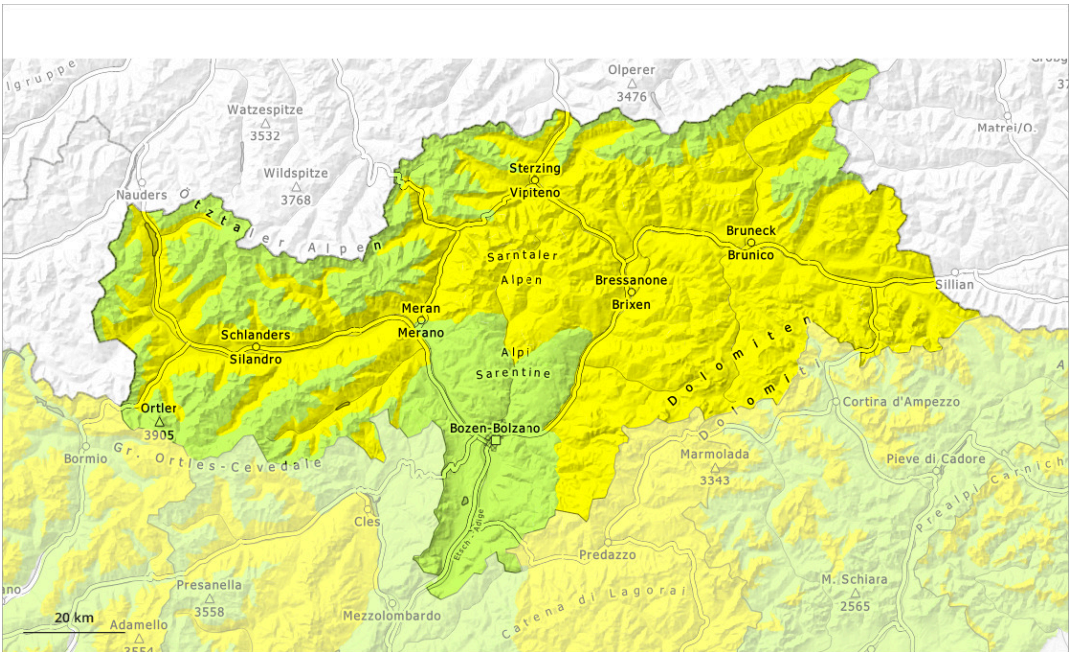 lgruppe
Olperer
3476
Watzespitze
3532
Matrei/O.
Sterzing
Vipiteno
Wildspitze
3768
Nauders
Ötztaler Alpen
Bruneck
Brunico
Sarntaler
Alpen
Bressanone
Brixen
Sillian
Meran
Merano
Schlanders
Silandro
Alpi
Sarentine
Dolomiten
Dolomiti
Ortler
3905
Cortina d'Ampezzo
Bozen-Bolzano
Bormio
Gr. Ortles-Cevedale
Marmolada
3343
Pieve di Cadore
Prealpi Carnich
Cles
Etsch - Adige
Predazzo
M. Schiara
2565
Presanella
3558
Mezzolombardo
Catena di Lagorai
20 km
Adamello
3554